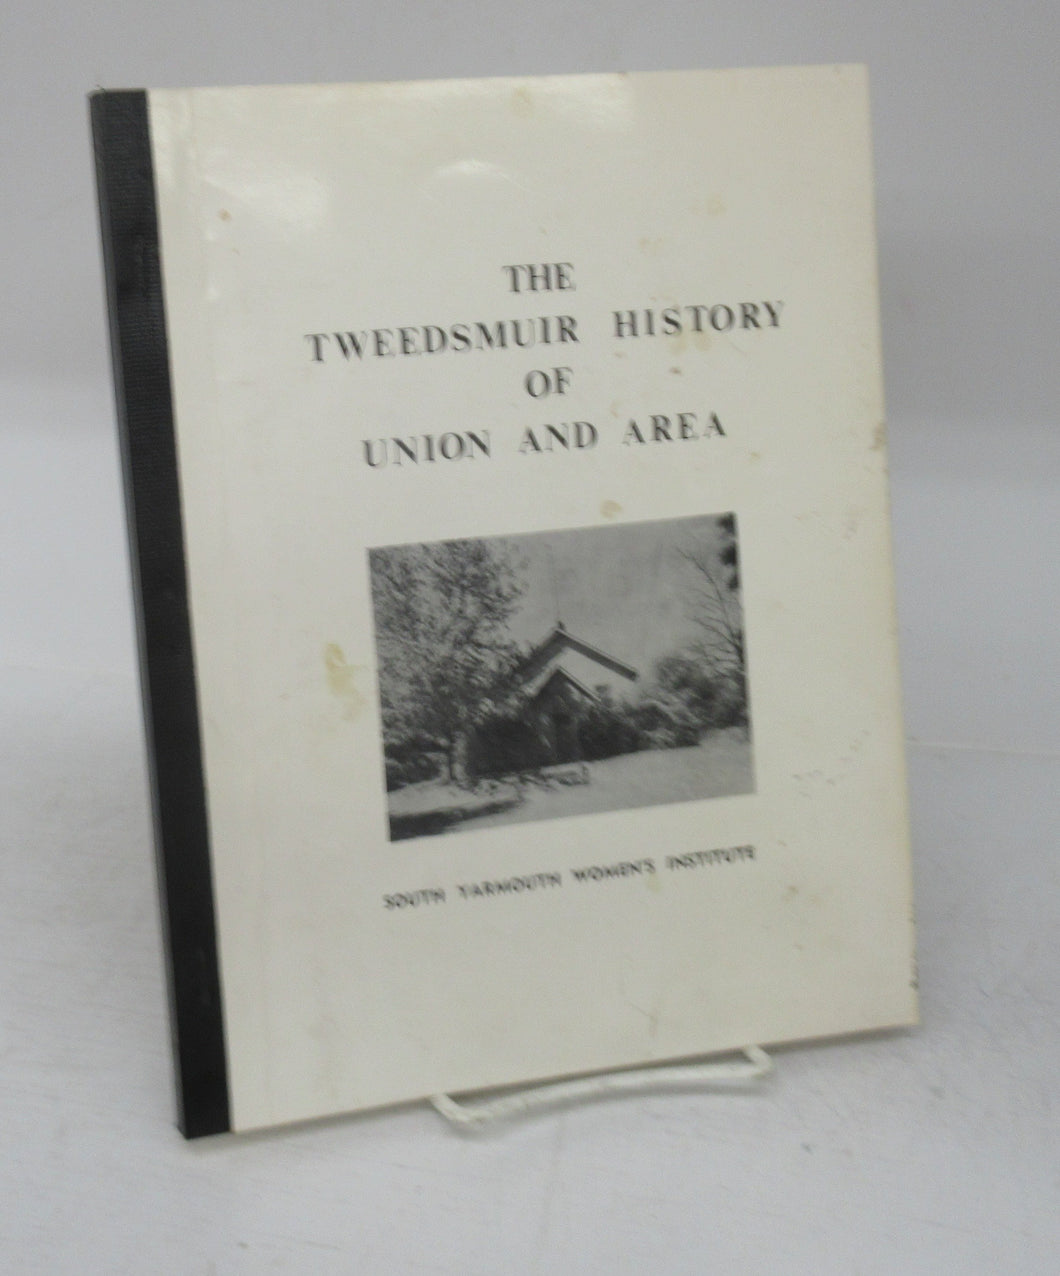 THE
TWEEDSMUIR HISTORY
OF
UNION AND AREA
SOUTH YARMOUTH WOMEN'S INSTITUTE